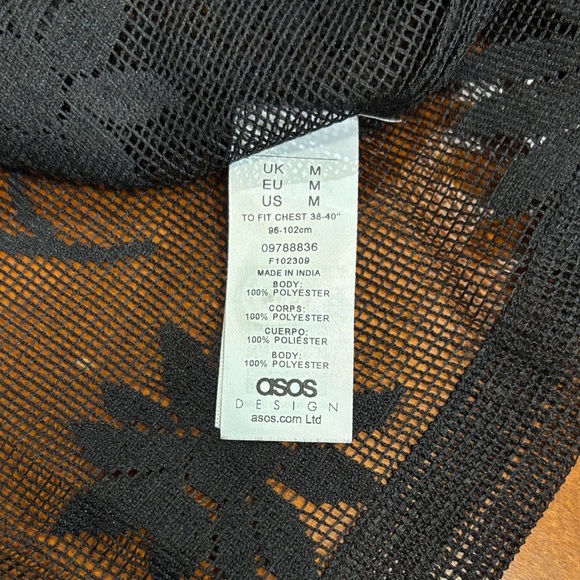 UK M
EU M
US M
TO FIT CHEST 38-40"
96-102cm
09788836
F102309
MADE IN INDIA
BODY:
100% POLYESTER
CORPS:
100% POLYESTER
CUERPO:
100% POLIÉSTER
BODY:
100% POLYESTER
asos
DESIGN
asos.com Ltd